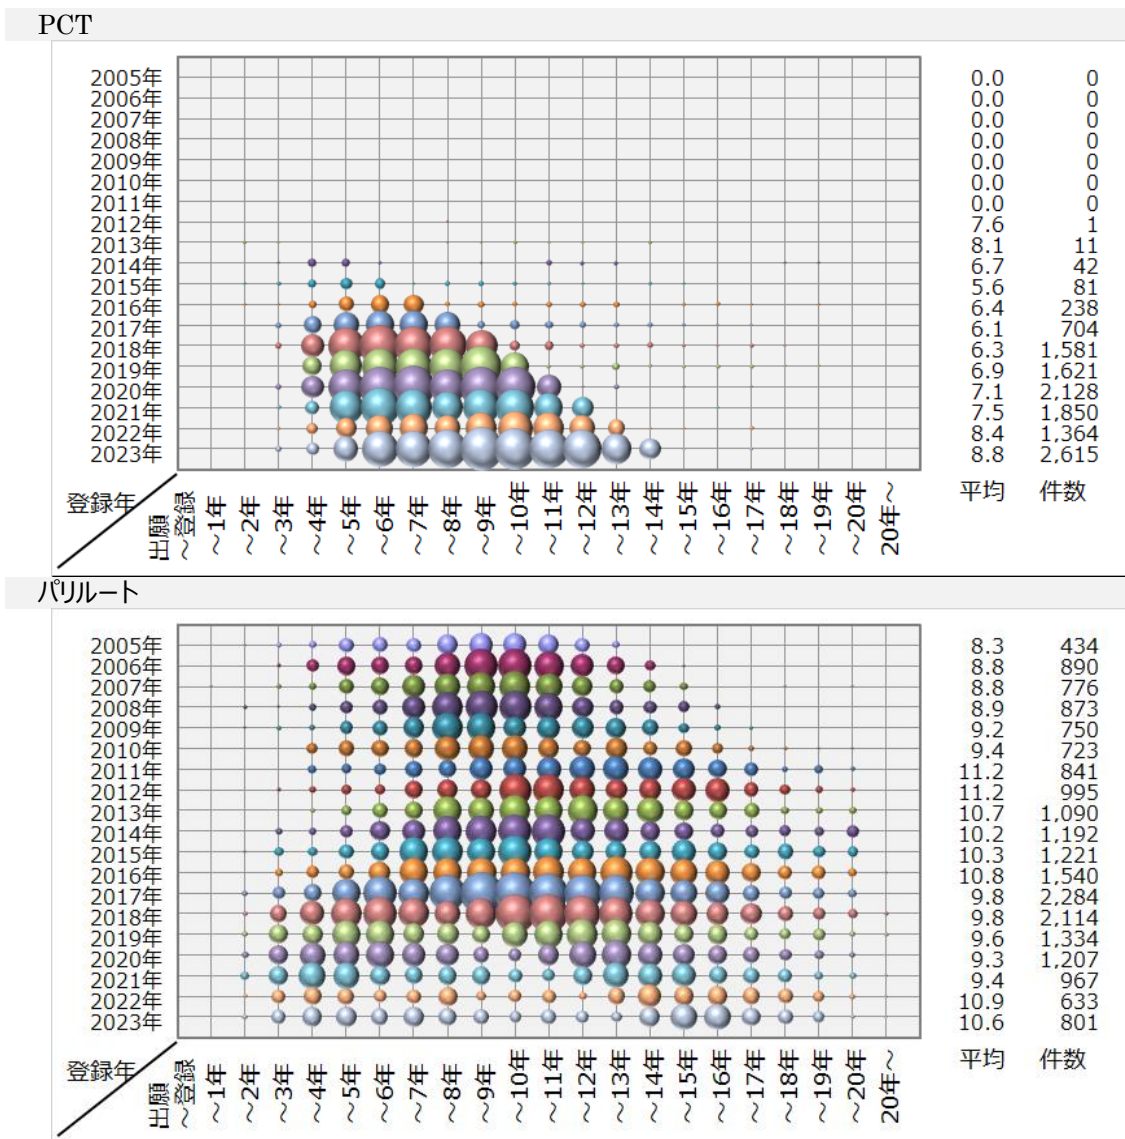 PCT
2005年 0.0 0
2006年 0.0 0
2007年 0.0 0
2008年 0.0 0
2009年 0.0 0
2010年 0.0 0
2011年 0.0 0
2012年 7.6 1
2013年 8.1 11
2014年 6.7 42
2015年 5.6 81
2016年 6.4 238
2017年 6.1 704
2018年 6.3 1,581
2019年 6.9 1,621
2020年 7.1 2,128
2021年 7.5 1,850
2022年 8.4 1,364
2023年 8.8 2,615
登録年 平均 件数
出願
～登録
～1年
～2年
～3年
～4年
～5年
～6年
～7年
～8年
～9年
～10年
～11年
～12年
～13年
～14年
～15年
～16年
～17年
～18年
～19年
～20年
20年～
パリルート
2005年 8.3 434
2006年 8.8 890
2007年 8.8 776
2008年 8.9 873
2009年 9.2 750
2010年 9.4 723
2011年 11.2 841
2012年 11.2 995
2013年 10.7 1,090
2014年 10.2 1,192
2015年 10.3 1,221
2016年 10.8 1,540
2017年 9.8 2,284
2018年 9.8 2,114
2019年 9.6 1,334
2020年 9.3 1,207
2021年 9.4 967
2022年 10.9 633
2023年 10.6 801
登録年 平均 件数
出願
～登録
～1年
～2年
～3年
～4年
～5年
～6年
～7年
～8年
～9年
～10年
～11年
～12年
～13年
～14年
～15年
～16年
～17年
～18年
～19年
～20年
20年～